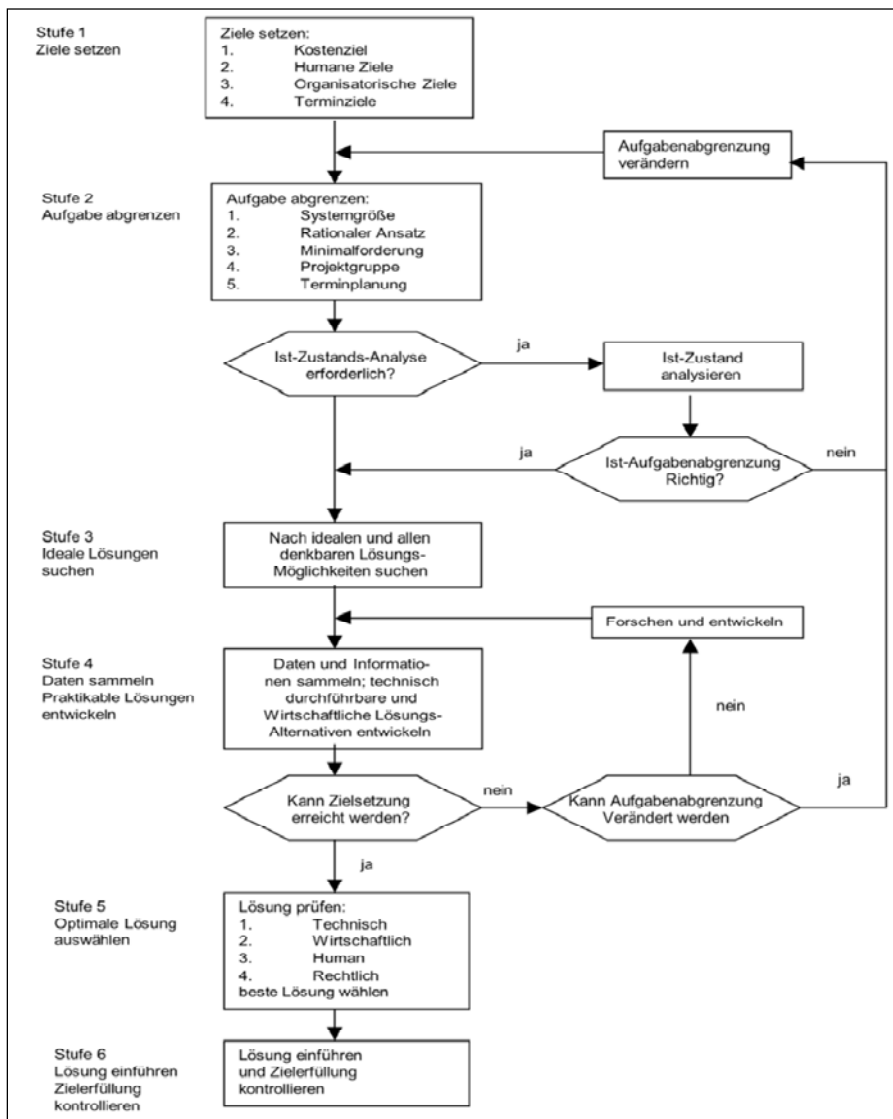 Stufe 1
Ziele setzen
Ziele setzen:
1. Kostenziel
2. Humane Ziele
3. Organisatorische Ziele
4. Terminziele
Aufgabenabgrenzung
verändern
Stufe 2
Aufgabe abgrenzen
Aufgabe abgrenzen:
1. Systemgröße
2. Rationaler Ansatz
3. Minimalforderung
4. Projektgruppe
5. Terminplanung
Ist-Zustands-Analyse
erforderlich?
ja
Ist-Zustand
analysieren
ja
Ist-Aufgabenabgrenzung
Richtig?
nein
Stufe 3
Ideale Lösungen
suchen
Nach idealen und allen
denkbaren Lösungs-
Möglichkeiten suchen
Forschen und entwickeln
Stufe 4
Daten sammeln
Praktikable Lösungen
entwickeln
Daten und Informatio-
nen sammeln; technisch
durchführbare und
Wirtschaftliche Lösungs-
Alternativen entwickeln
nein
Kann Zielsetzung
erreicht werden?
nein
Kann Aufgabenabgrenzung
Verändert werden
ja
ja
Stufe 5
Optimale Lösung
auswählen
Lösung prüfen:
1. Technisch
2. Wirtschaftlich
3. Human
4. Rechtlich
beste Lösung wählen
Stufe 6
Lösung einführen
Zielerfüllung
kontrollieren
Lösung einführen
und Zielerfüllung
kontrollieren